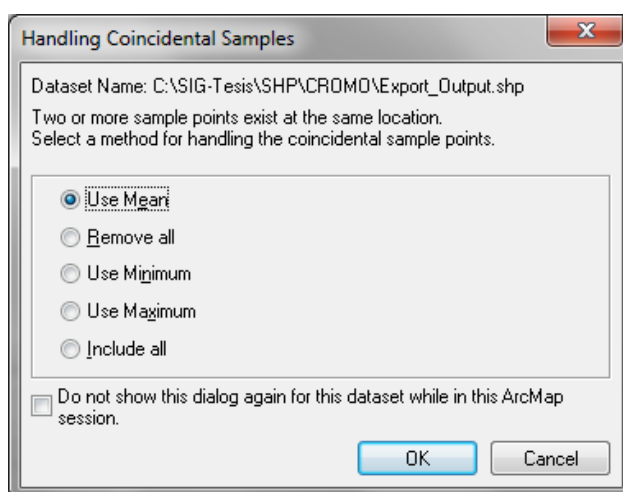 Handling Coincidental Samples
Dataset Name: C:\SIG-Tesis\SHP\CROMO\Export_Output.shp
Two or more sample points exist at the same location.
Select a method for handling the coincidental sample points.
Use Mean
Remove all
Use Minimum
Use Maximum
Include all
Do not show this dialog again for this dataset while in this ArcMap
session.
OK Cancel